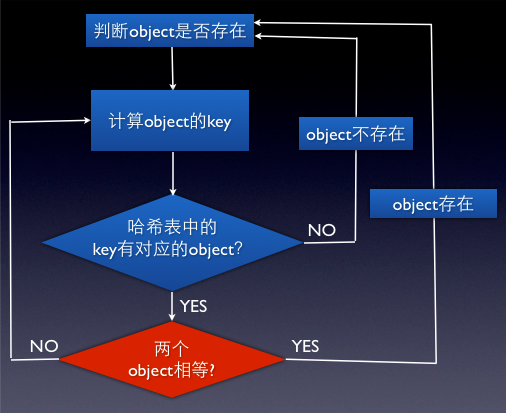 判断object是否存在
计算object的key
object不存在
object存在
哈希表中的
key有对应的object?
NO
YES
两个
object相等?
NO
YES